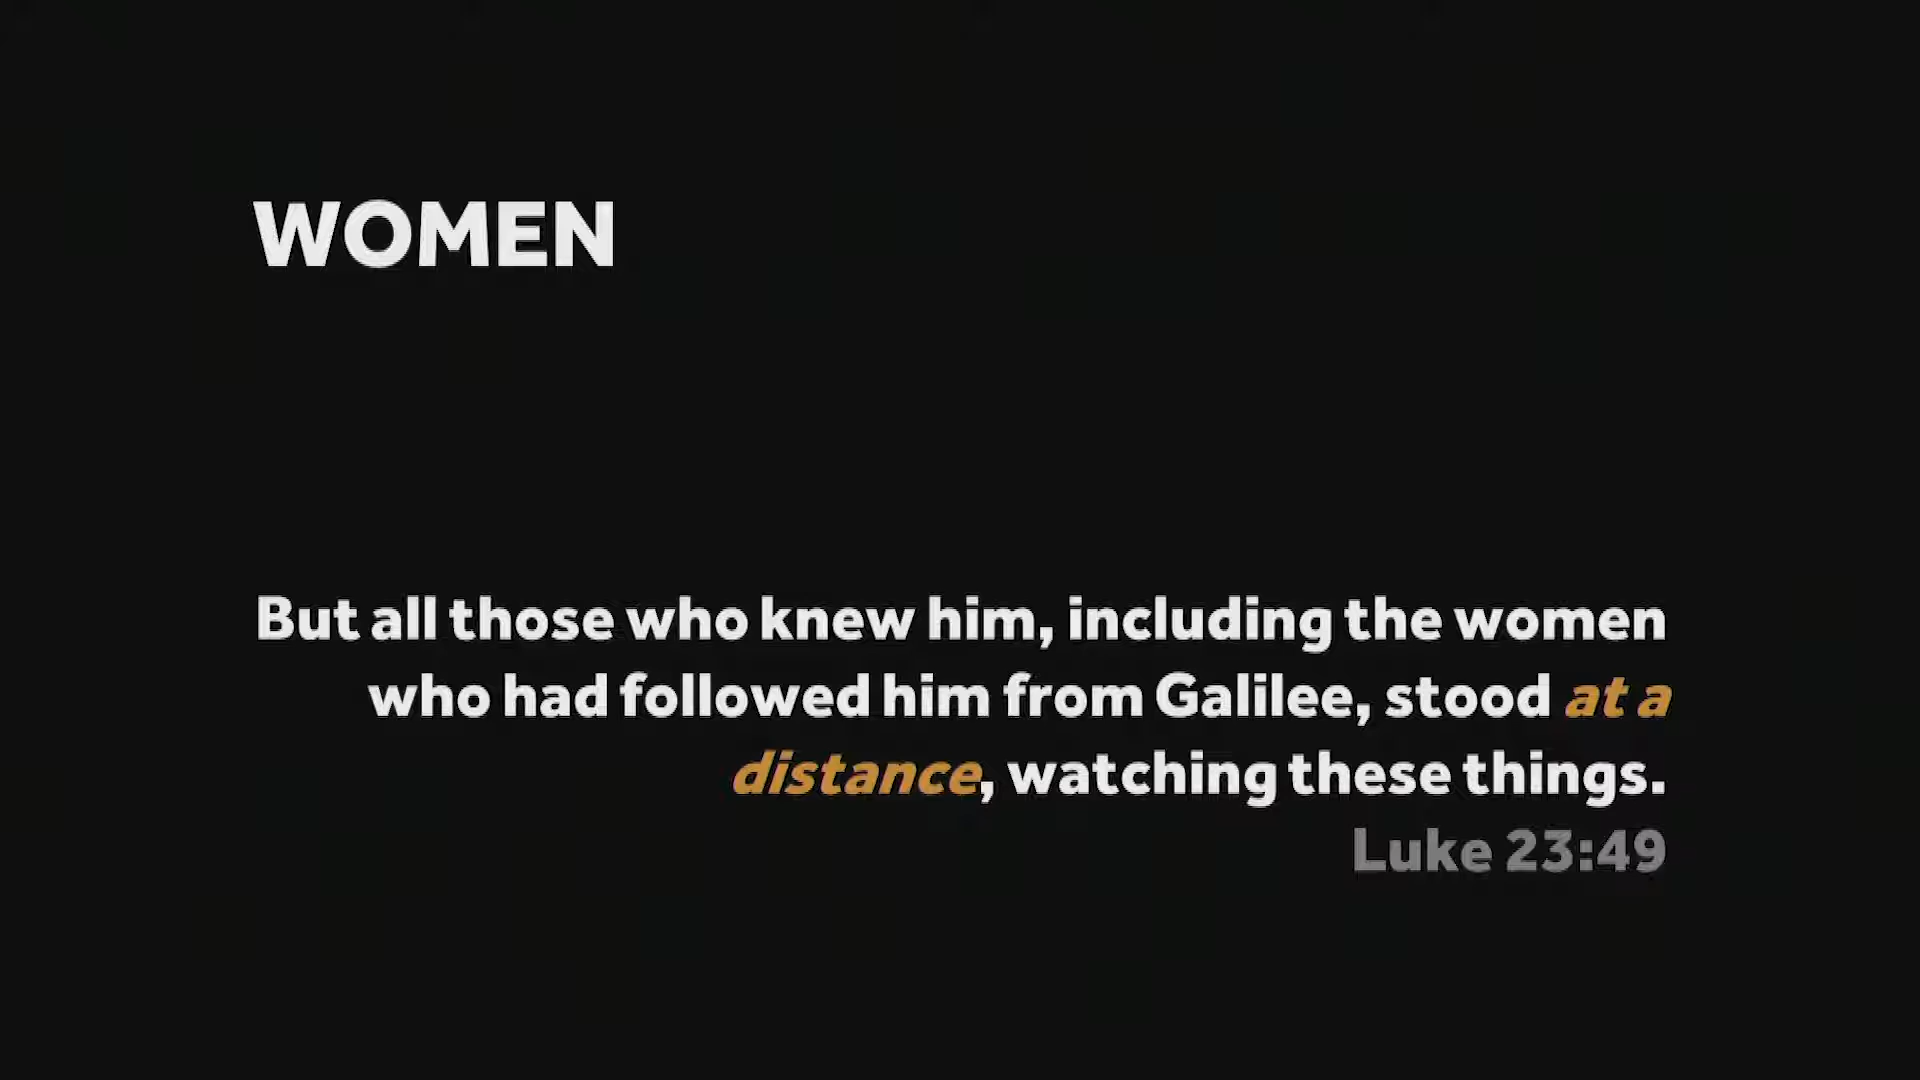 WOMEN
But all those who knew him, including the women
who had followed him from Galilee, stood at a
distance, watching these things.
Luke 23:49